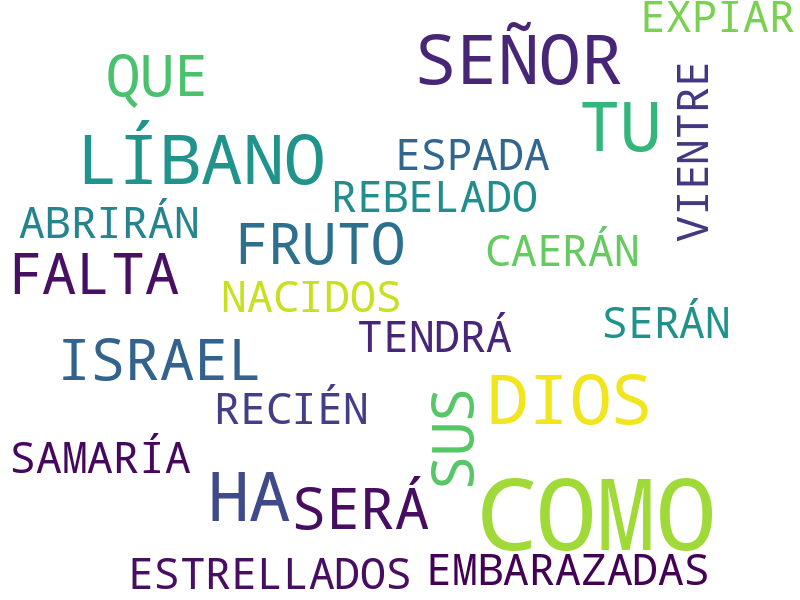 EXPIAR
SEÑOR
QUE
VIENTRE
TU
LÍBANO
ESPADA
REBELADO
ABRIRÁN
FRUTO
CAERÁN
FALTA
NACIDOS
SERÁN
TENDRÁ
ISRAEL
DIOS
RECIÉN
SUS
SAMARÍA
HA
SERÁ
COMO
ESTRELLADOS
EMBARAZADAS